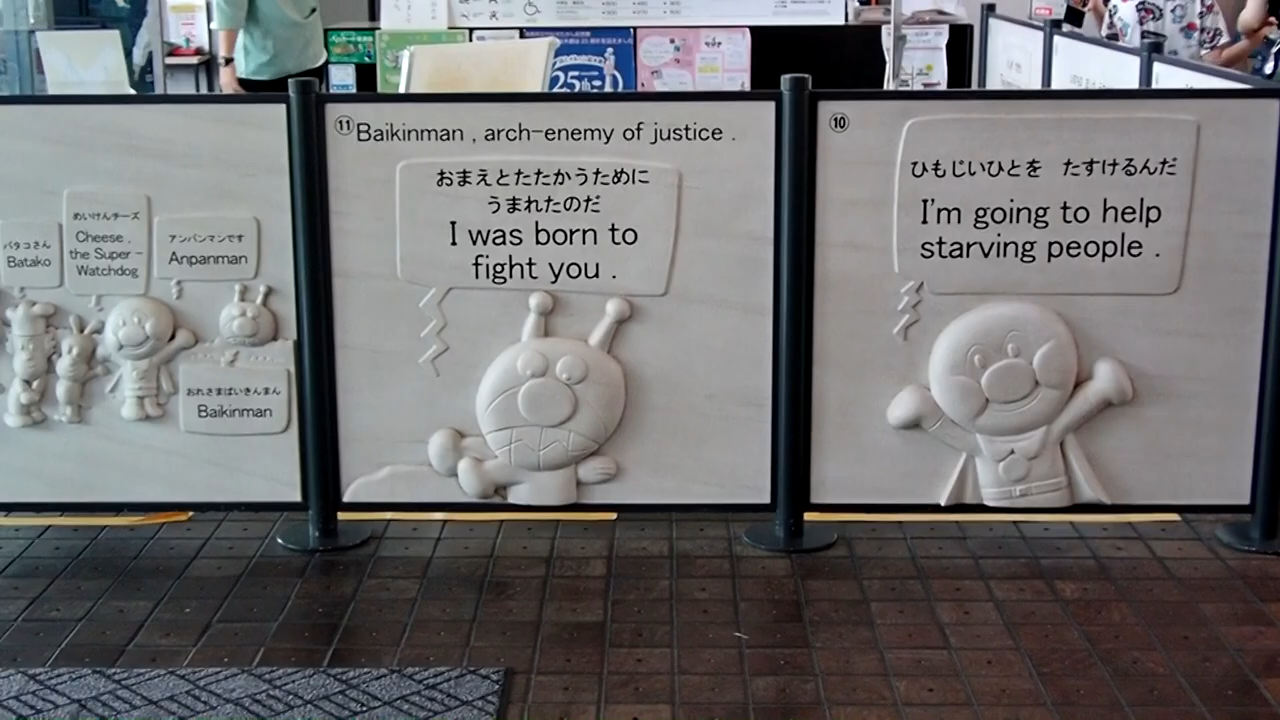 25th
バタコさん
Batako
めいけんチーズ
Cheese ,
the Super –
Watchdog
アンパンマンです
Anpanman
おれさまばいきんまん
Baikinman
⑪ Baikinman , arch-enemy of justice .
おまえとたたかうために
うまれたのだ
I was born to
fight you .
⑩
ひもじいひとを　たすけるんだ
I'm going to help
starving people .